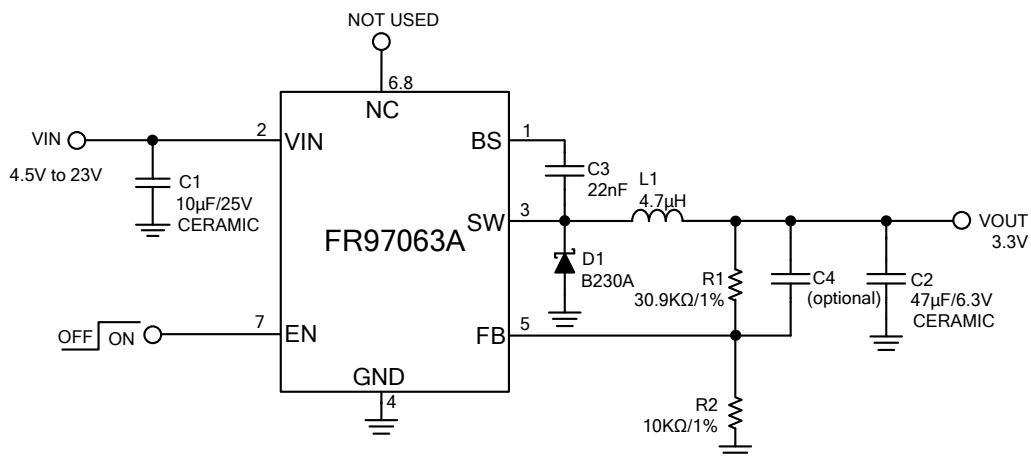 NOT USED
6.8
NC
VIN
2
VIN
4.5V to 23V
C1
10µF/25V
CERAMIC
BS
1
C3
22nF
L1
4.7µH
SW
3
FR97063A
VOUT
3.3V
D1
B230A
R1
30.9KΩ/1%
C4
(optional)
C2
47µF/6.3V
CERAMIC
OFF
ON
7
EN
FB
5
GND
4
R2
10KΩ/1%